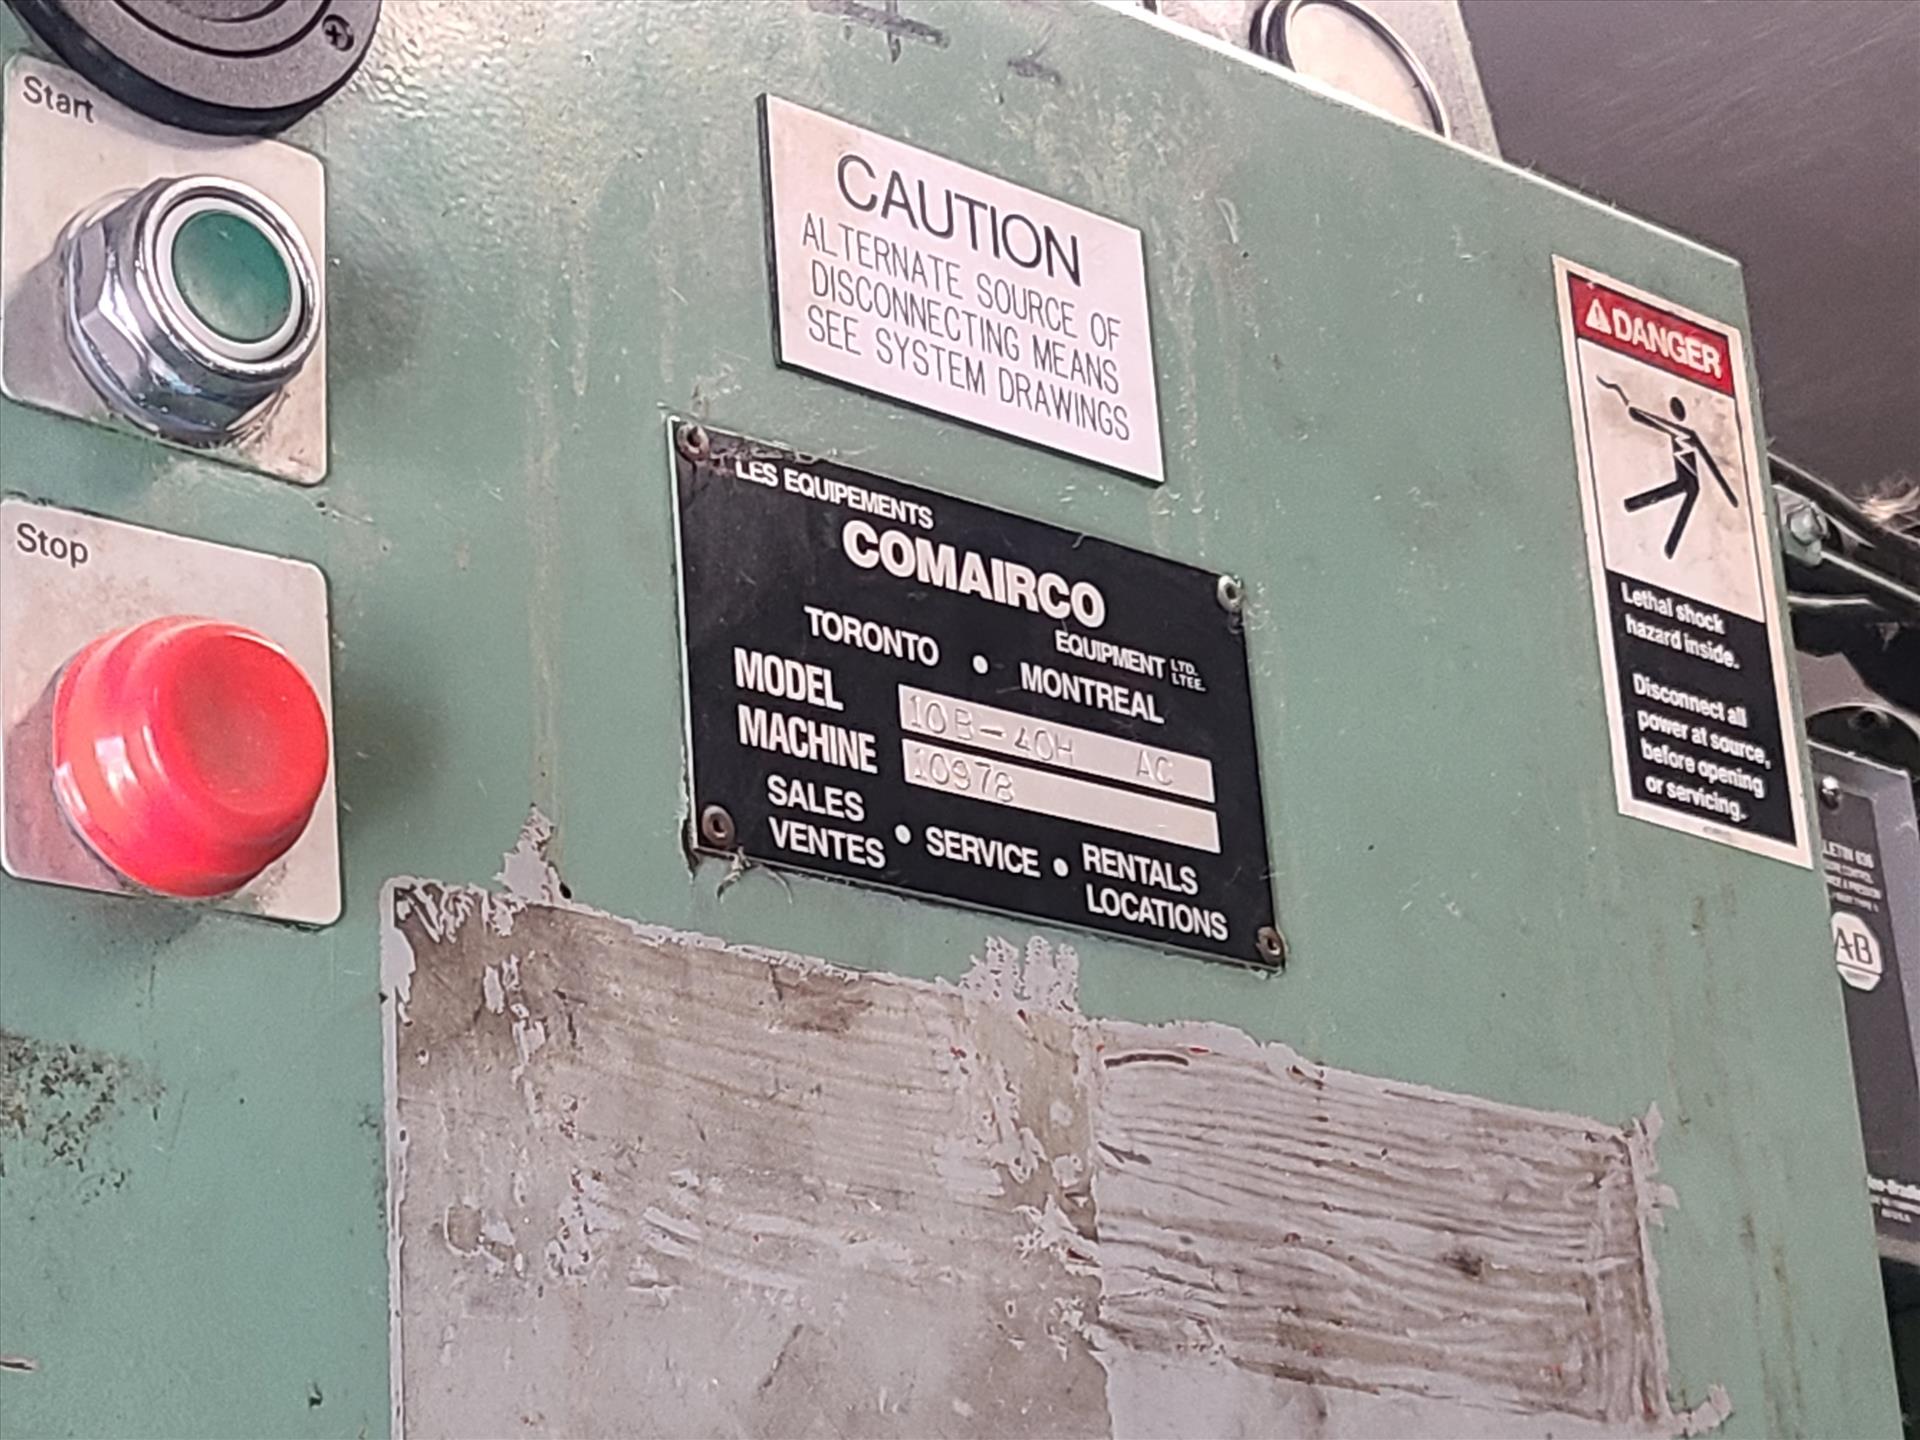 Start
Stop
CAUTION
ALTERNATE SOURCE OF
DISCONNECTING MEANS
SEE SYSTEM DRAWINGS
LES EQUIPEMENTS
COMAIRCO
EQUIPMENT LTD.
LTEE.
TORONTO • MONTREAL
MODEL 10B-40H AC
MACHINE 10978
SALES
VENTES • SERVICE • RENTALS
LOCATIONS
DANGER
Lethal shock
hazard inside.
Disconnect all
power at source,
before opening
or servicing.
836
CONTROL
AB